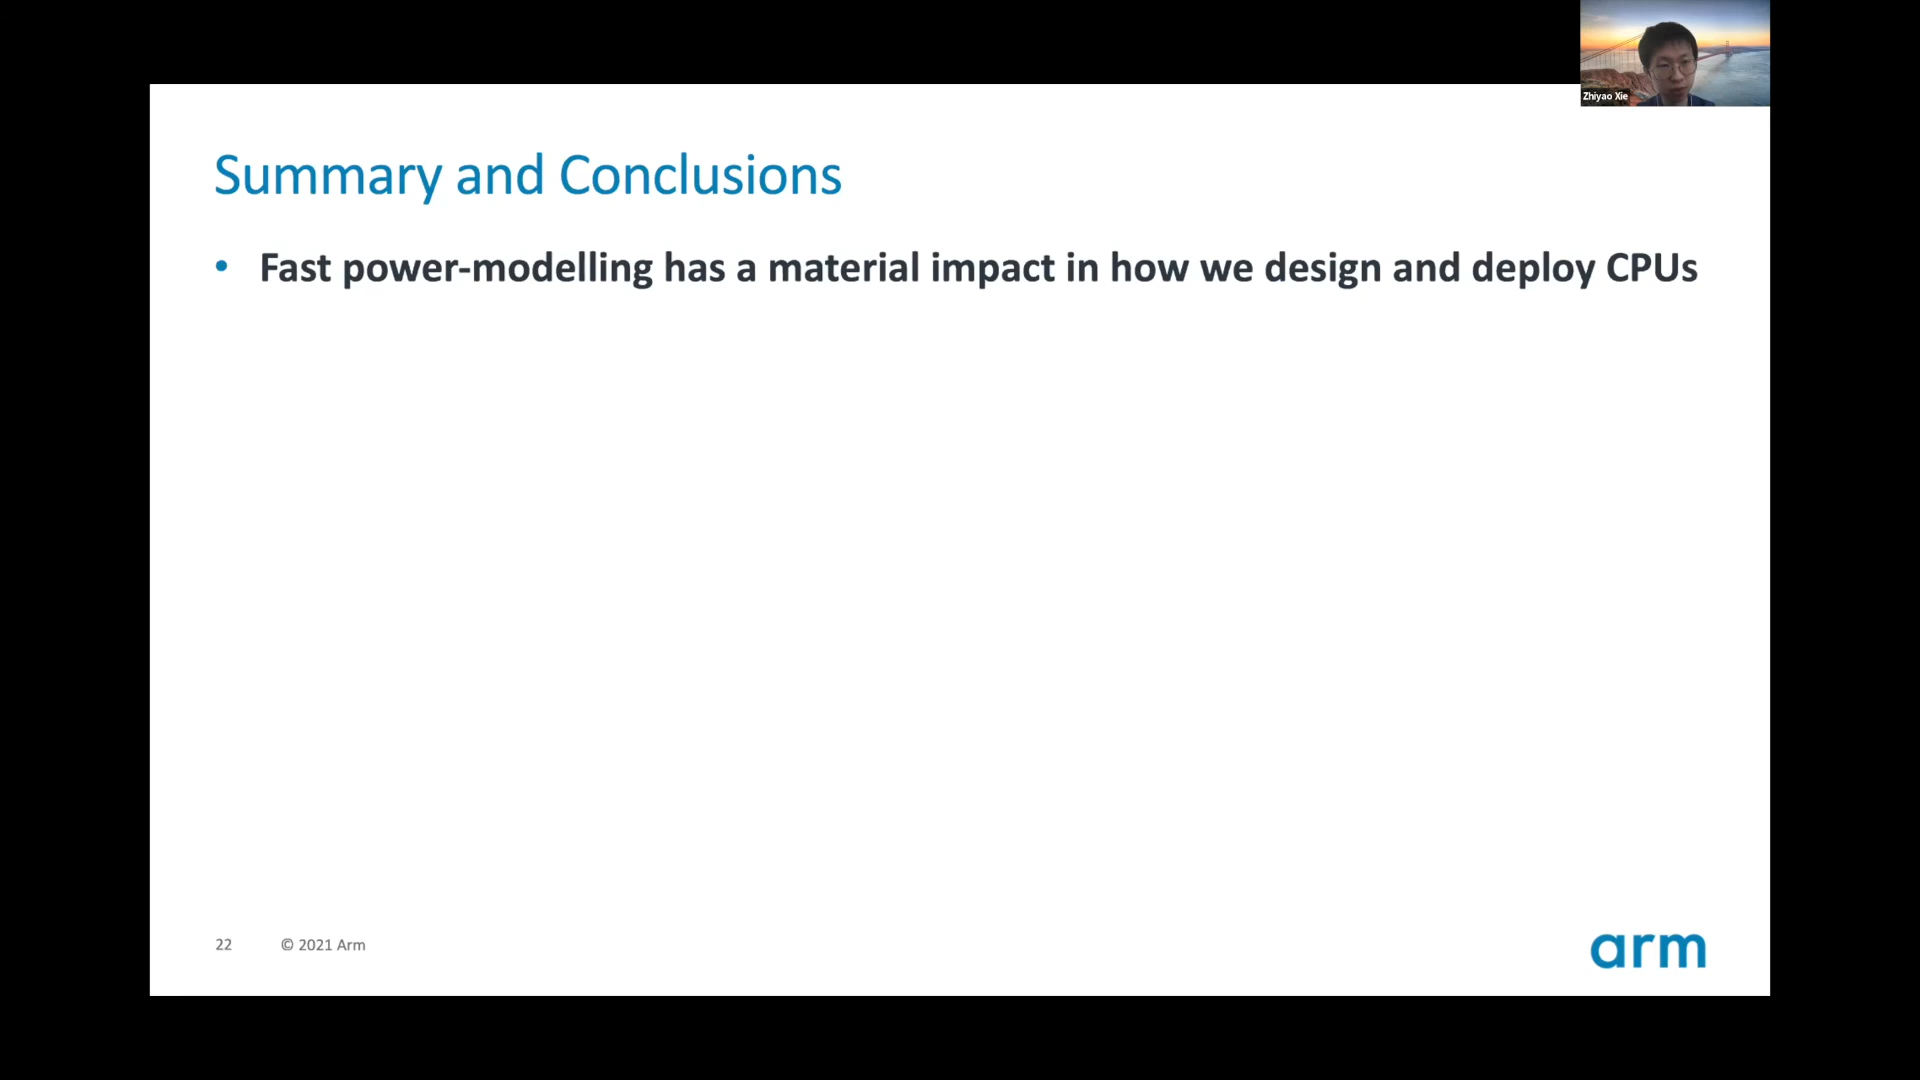 Zhiyao Xie
Summary and Conclusions
• Fast power-modelling has a material impact in how we design and deploy CPUs
22 © 2021 Arm
arm